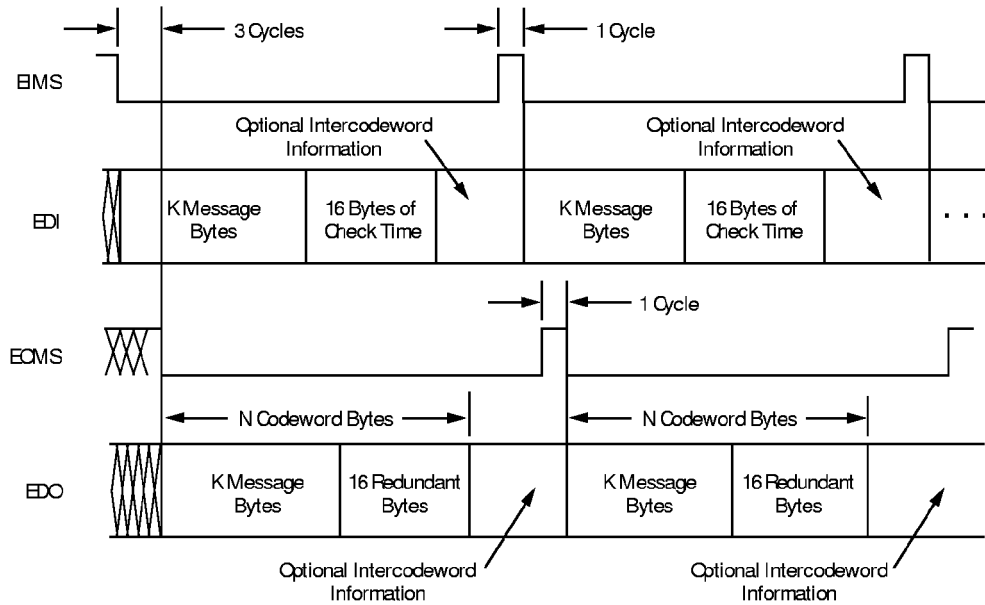 3 Cycles
1 Cycle
EIMS
Optional Intercodeword
Information
Optional Intercodeword
Information
EDI
K Message
Bytes
16 Bytes of
Check Time
K Message
Bytes
16 Bytes of
Check Time
. . .
1 Cycle
EOMS
N Codeword Bytes
N Codeword Bytes
EDO
K Message
Bytes
16 Redundant
Bytes
K Message
Bytes
16 Redundant
Bytes
Optional Intercodeword
Information
Optional Intercodeword
Information